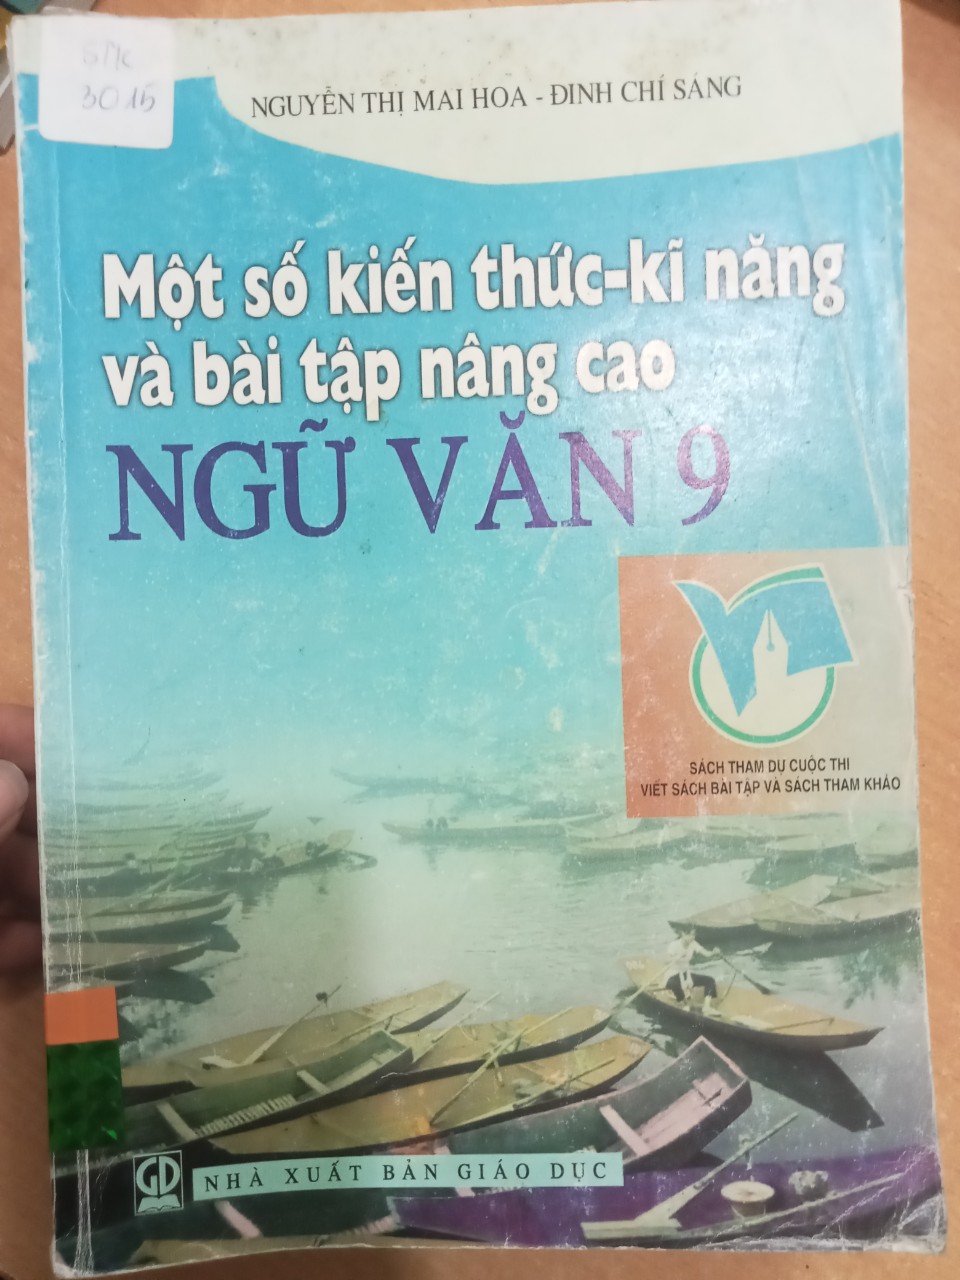 3015
NGUYỄN THỊ MAI HOA - ĐINH CHÍ SÁNG
Một số kiến thức-kĩ năng
và bài tập nâng cao
NGỮ VĂN 9
SÁCH THAM DỰ CUỘC THI
VIẾT SÁCH BÀI TẬP VÀ SÁCH THAM KHẢO
GD
NHÀ XUẤT BẢN GIÁO DỤC